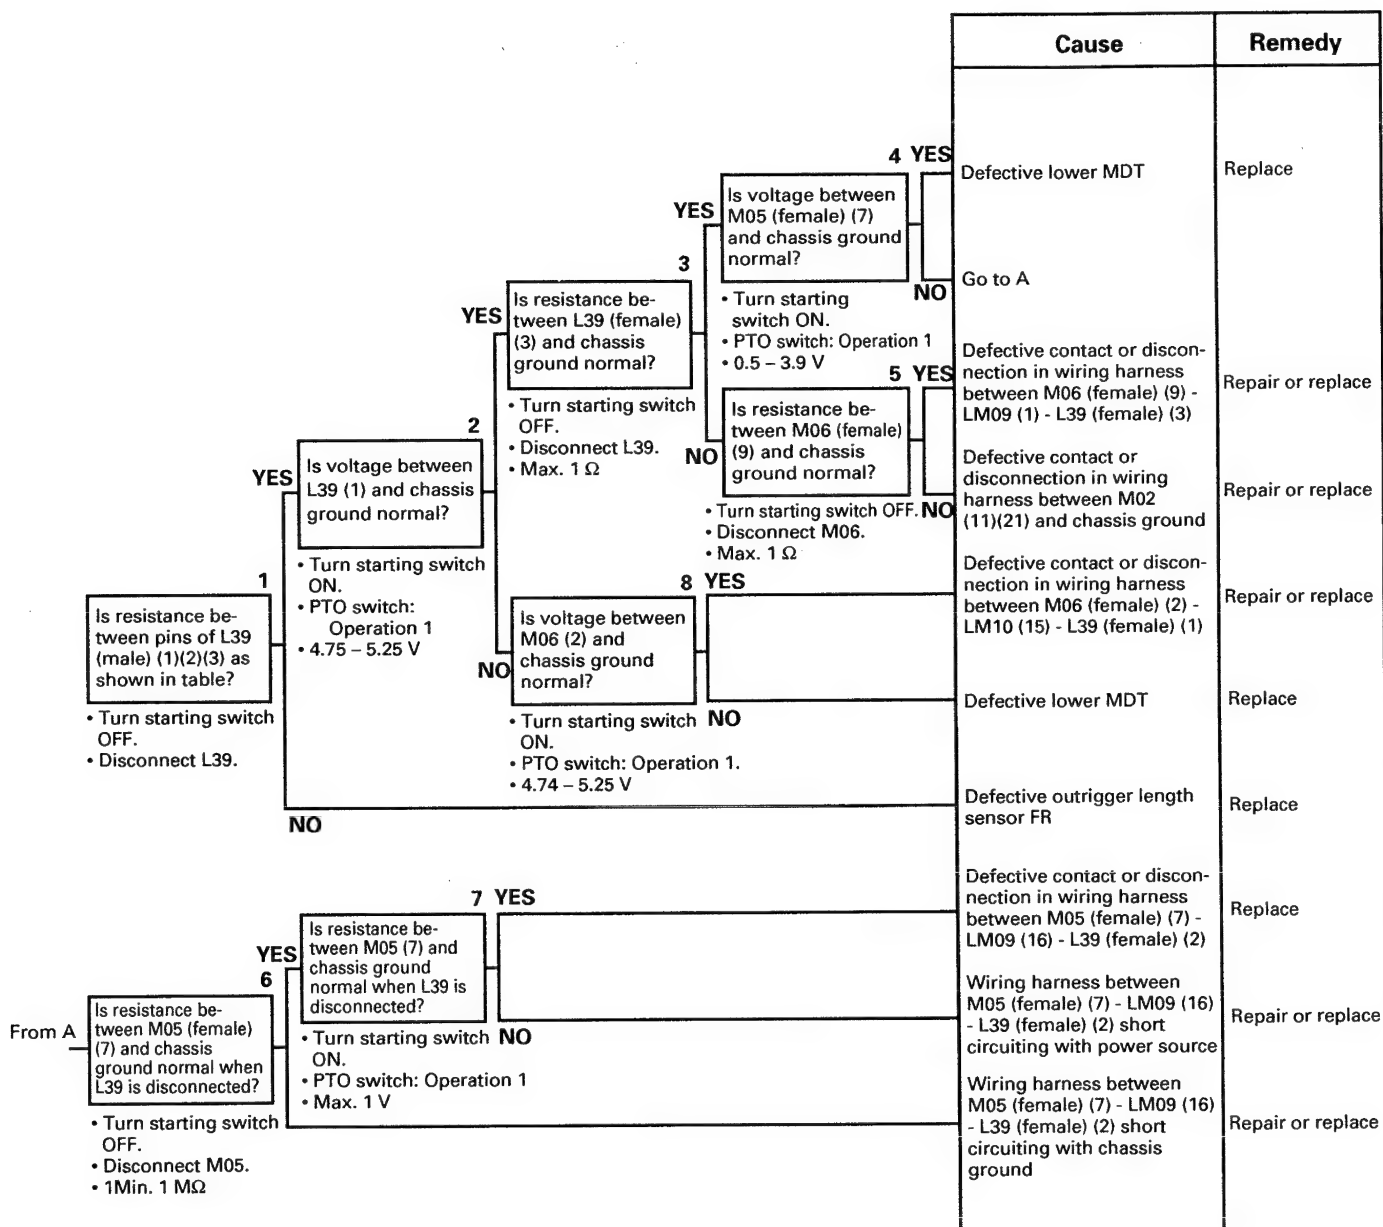 Cause
Remedy
4 YES
Defective lower MDT
Replace
Is voltage between
M05 (female) (7)
and chassis ground
normal?
YES
3
NO
Go to A
• Turn starting
switch ON.
• PTO switch: Operation 1
• 0.5 – 3.9 V
YES
Is resistance be-
tween L39 (female)
(3) and chassis
ground normal?
• Turn starting switch
OFF.
• Disconnect L39.
• Max. 1 Ω
5 YES
Defective contact or discon-
nection in wiring harness
between M06 (female) (9) -
LM09 (1) - L39 (female) (3)
Repair or replace
NO
Is resistance be-
tween M06 (female)
(9) and chassis
ground normal?
• Turn starting switch OFF.
• Disconnect M06.
• Max. 1 Ω
NO
Defective contact or
disconnection in wiring
harness between M02
(11)(21) and chassis ground
Repair or replace
2
YES
Is voltage between
L39 (1) and chassis
ground normal?
• Turn starting switch
ON.
• PTO switch:
Operation 1
• 4.75 – 5.25 V
8 YES
Defective contact or discon-
nection in wiring harness
between M06 (female) (2) -
LM10 (15) - L39 (female) (1)
Repair or replace
NO
Is voltage between
M06 (2) and
chassis ground
normal?
• Turn starting switch
ON.
• PTO switch: Operation 1.
• 4.74 – 5.25 V
NO
Defective lower MDT
Replace
1
Is resistance be-
tween pins of L39
(male) (1)(2)(3) as
shown in table?
• Turn starting switch
OFF.
• Disconnect L39.
NO
Defective outrigger length
sensor FR
Replace
7 YES
Defective contact or discon-
nection in wiring harness
between M05 (female) (7) -
LM09 (16) - L39 (female) (2)
Replace
YES
6
Is resistance be-
tween M05 (7) and
chassis ground
normal when L39 is
disconnected?
• Turn starting switch
ON.
• PTO switch: Operation 1
• Max. 1 V
NO
Wiring harness between
M05 (female) (7) - LM09 (16)
- L39 (female) (2) short
circuiting with power source
Repair or replace
From A
Is resistance be-
tween M05 (female)
(7) and chassis
ground normal when
L39 is disconnected?
• Turn starting switch
OFF.
• Disconnect M05.
• 1Min. 1 MΩ
Wiring harness between
M05 (female) (7) - LM09 (16)
- L39 (female) (2) short
circuiting with chassis
ground
Repair or replace